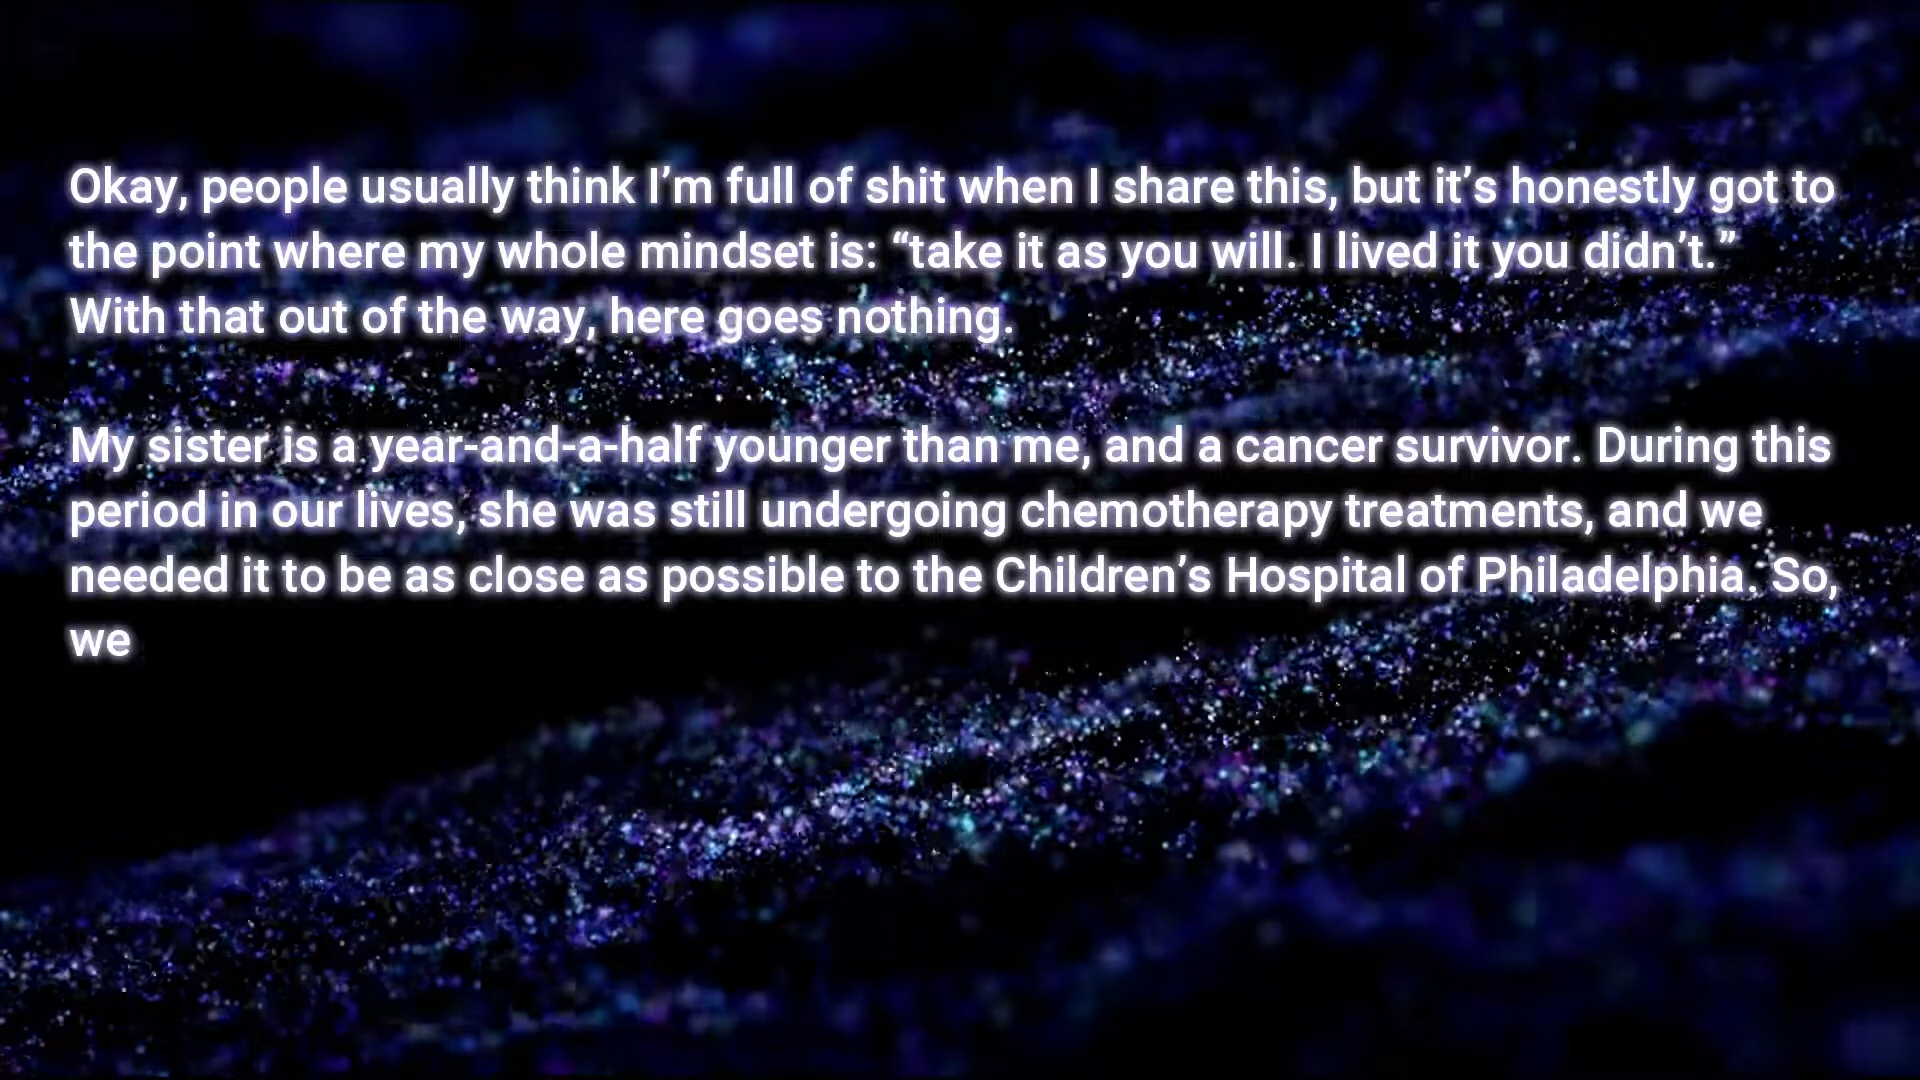 Okay, people usually think I’m full of shit when I share this, but it’s honestly got to
the point where my whole mindset is: “take it as you will. I lived it you didn’t.”
With that out of the way, here goes nothing.
My sister is a year-and-a-half younger than me, and a cancer survivor. During this
period in our lives, she was still undergoing chemotherapy treatments, and we
needed it to be as close as possible to the Children’s Hospital of Philadelphia. So,
we